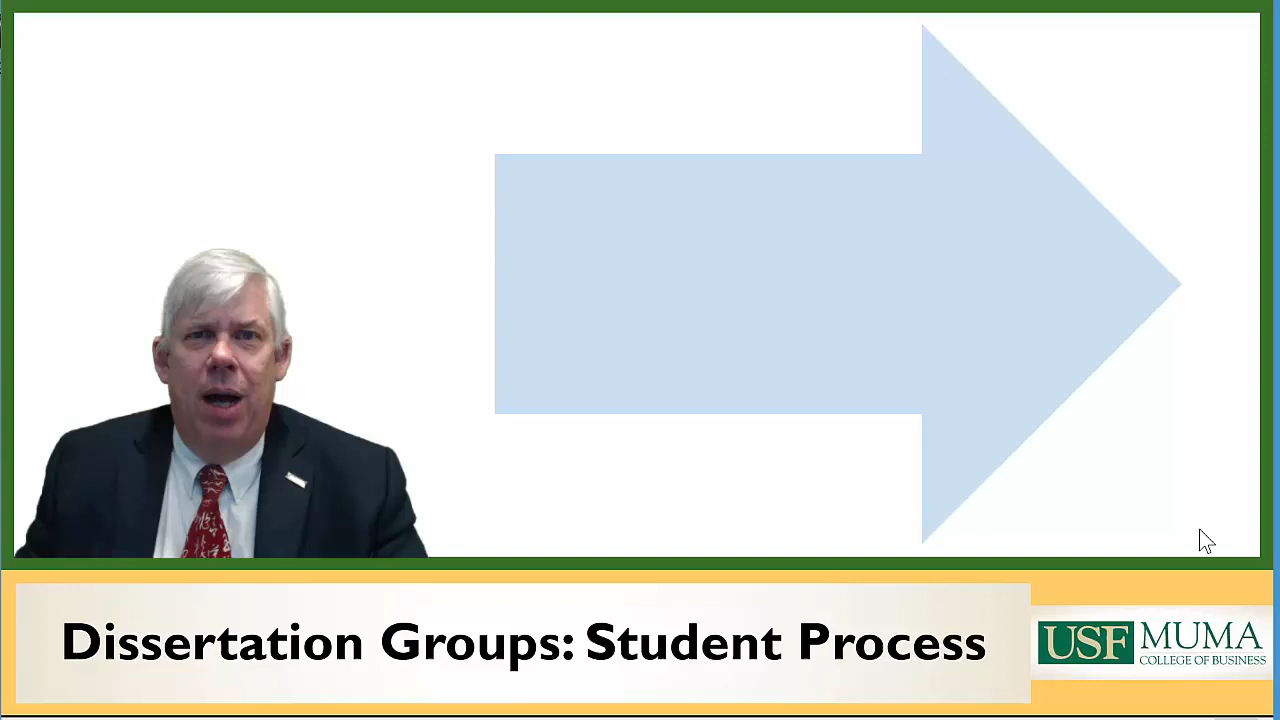 Dissertation Groups: Student Process
USF MUMA
COLLEGE OF BUSINESS